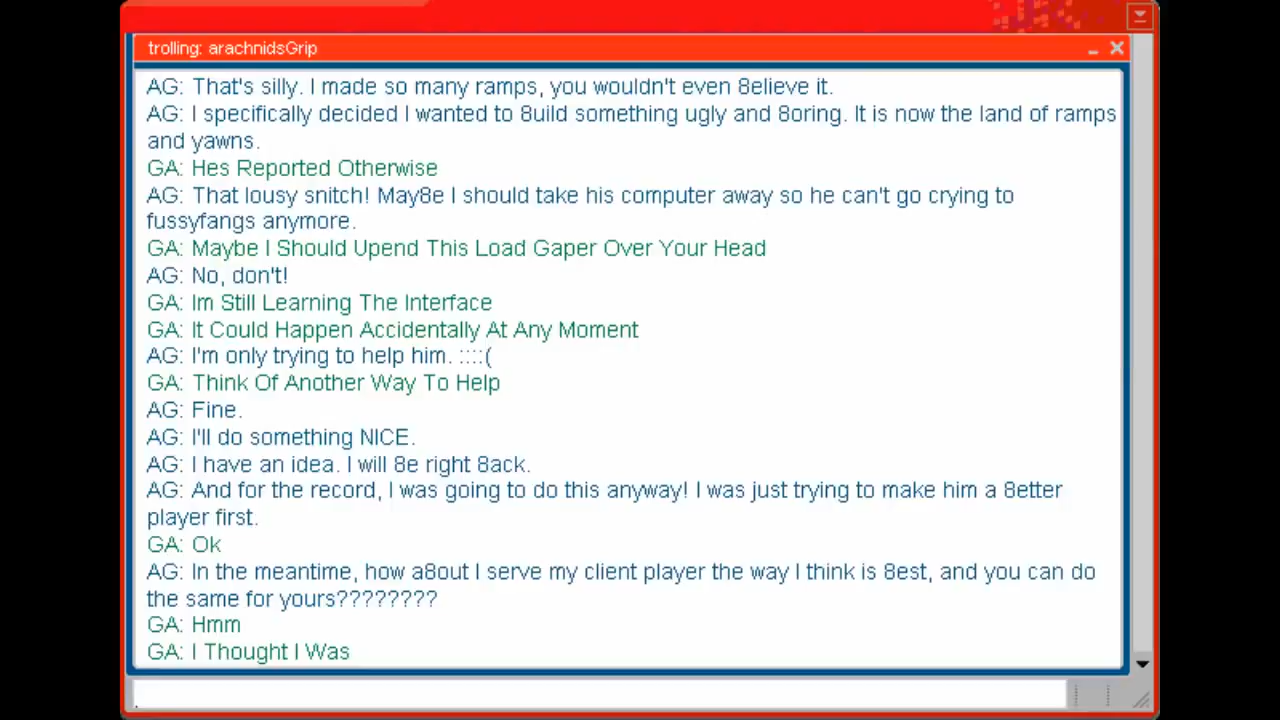 trolling: arachnidsGrip
AG: That's silly. I made so many ramps, you wouldn't even 8elieve it.
AG: I specifically decided I wanted to 8uild something ugly and 8oring. It is now the land of ramps
and yawns.
GA: Hes Reported Otherwise
AG: That lousy snitch! May8e I should take his computer away so he can't go crying to
fussyfangs anymore.
GA: Maybe I Should Upend This Load Gaper Over Your Head
AG: No, don't!
GA: Im Still Learning The Interface
GA: It Could Happen Accidentally At Any Moment
AG: I'm only trying to help him. ::::(
GA: Think Of Another Way To Help
AG: Fine.
AG: I'll do something NICE.
AG: I have an idea. I will 8e right 8ack.
AG: And for the record, I was going to do this anyway! I was just trying to make him a 8etter
player first.
GA: Ok
AG: In the meantime, how a8out I serve my client player the way I think is 8est, and you can do
the same for yours????????
GA: Hmm
GA: I Thought I Was